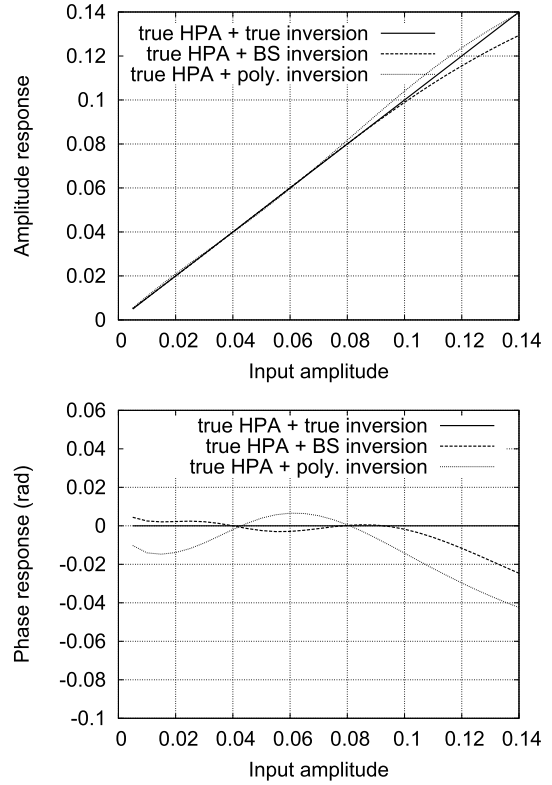 0.14
true HPA + true inversion
true HPA + BS inversion
true HPA + poly. inversion
0.12
0.1
0.08
0.06
0.04
0.02
0
Amplitude response
0 0.02 0.04 0.06 0.08 0.1 0.12 0.14
Input amplitude
0.06
true HPA + true inversion
true HPA + BS inversion
true HPA + poly. inversion
0.04
0.02
0
-0.02
-0.04
-0.06
-0.08
-0.1
Phase response (rad)
0 0.02 0.04 0.06 0.08 0.1 0.12 0.14
Input amplitude